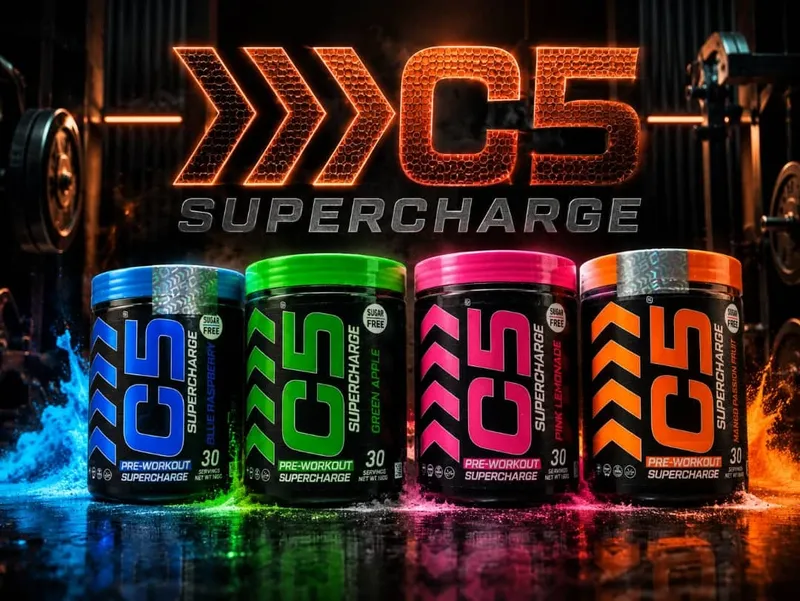 C5
SUPERCHARGE
C5
SUPERCHARGE
SUGAR
FREE
BLUE RASPBERRY
PRE-WORKOUT
SUPERCHARGE
30
SERVINGS
C5
SUPERCHARGE
SUGAR
FREE
GREEN APPLE
PRE-WORKOUT
SUPERCHARGE
30
SERVINGS
C5
SUPERCHARGE
SUGAR
FREE
PINK LEMONADE
PRE-WORKOUT
SUPERCHARGE
30
SERVINGS
C5
SUPERCHARGE
SUGAR
FREE
MANGO PASSION FRUIT
PRE-WORKOUT
SUPERCHARGE
30
SERVINGS